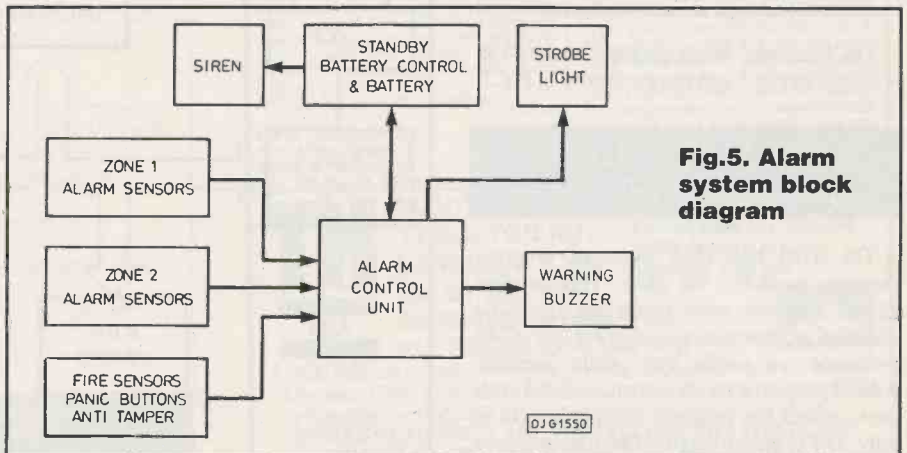 SIREN
STANDBY
BATTERY CONTROL
& BATTERY
STROBE
LIGHT
ZONE 1
ALARM SENSORS
ZONE 2
ALARM SENSORS
FIRE SENSORS
PANIC BUTTONS
ANTI TAMPER
ALARM
CONTROL
UNIT
WARNING
BUZZER
Fig.5. Alarm
system block
diagram
DJG1550